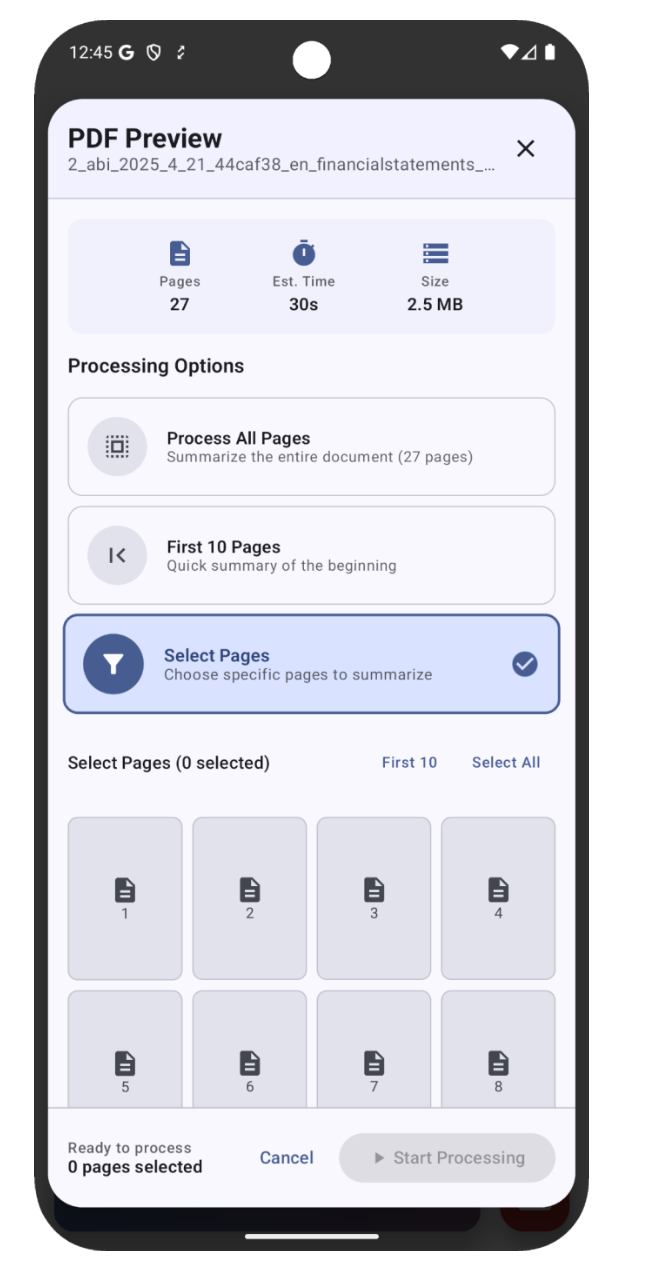 12:45 G
PDF Preview
2_abi_2025_4_21_44caf38_en_financialstatements_...
Pages
27
Est. Time
30s
Size
2.5 MB
Processing Options
Process All Pages
Summarize the entire document (27 pages)
First 10 Pages
Quick summary of the beginning
Select Pages
Choose specific pages to summarize
Select Pages (0 selected)
First 10
Select All
1
2
3
4
5
6
7
8
Ready to process
0 pages selected
Cancel
Start Processing